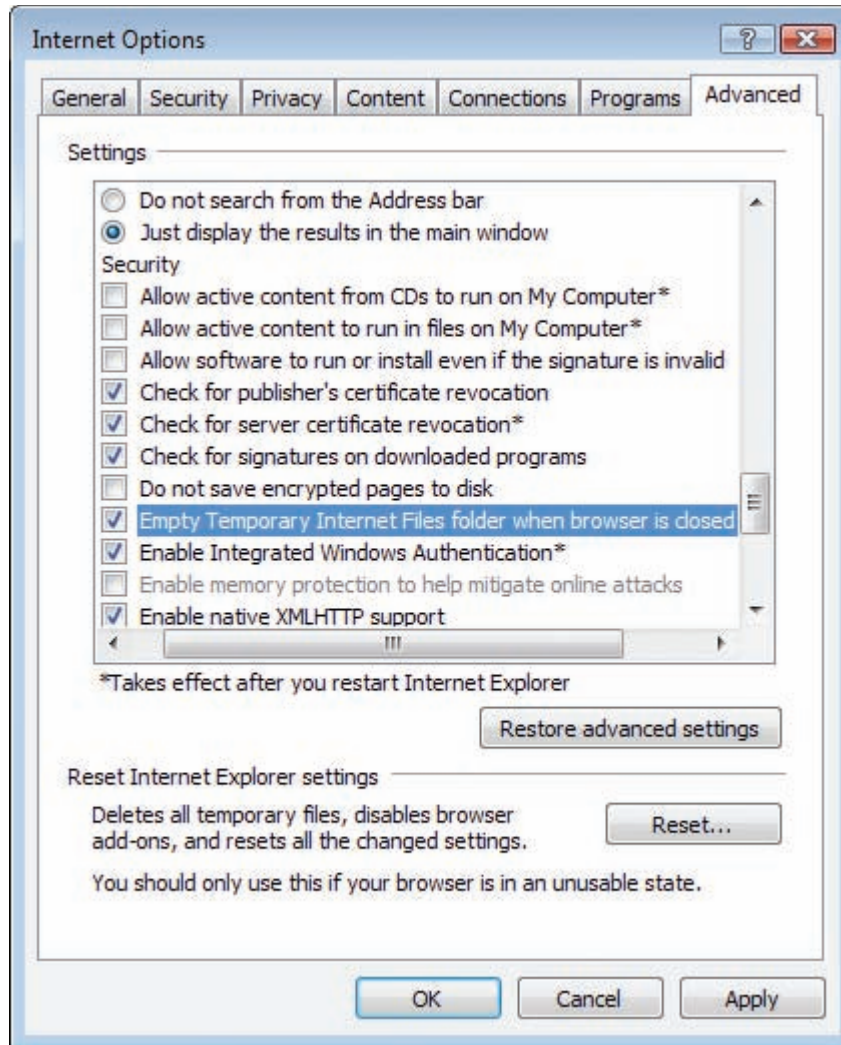 Internet Options
General Security Privacy Content Connections Programs Advanced
Settings
Do not search from the Address bar
Just display the results in the main window
Security
Allow active content from CDs to run on My Computer*
Allow active content to run in files on My Computer*
Allow software to run or install even if the signature is invalid
Check for publisher's certificate revocation
Check for server certificate revocation*
Check for signatures on downloaded programs
Do not save encrypted pages to disk
Empty Temporary Internet Files folder when browser is closed
Enable Integrated Windows Authentication*
Enable memory protection to help mitigate online attacks
Enable native XMLHTTP support
*Takes effect after you restart Internet Explorer
Restore advanced settings
Reset Internet Explorer settings
Deletes all temporary files, disables browser
add-ons, and resets all the changed settings.
Reset...
You should only use this if your browser is in an unusable state.
OK Cancel Apply